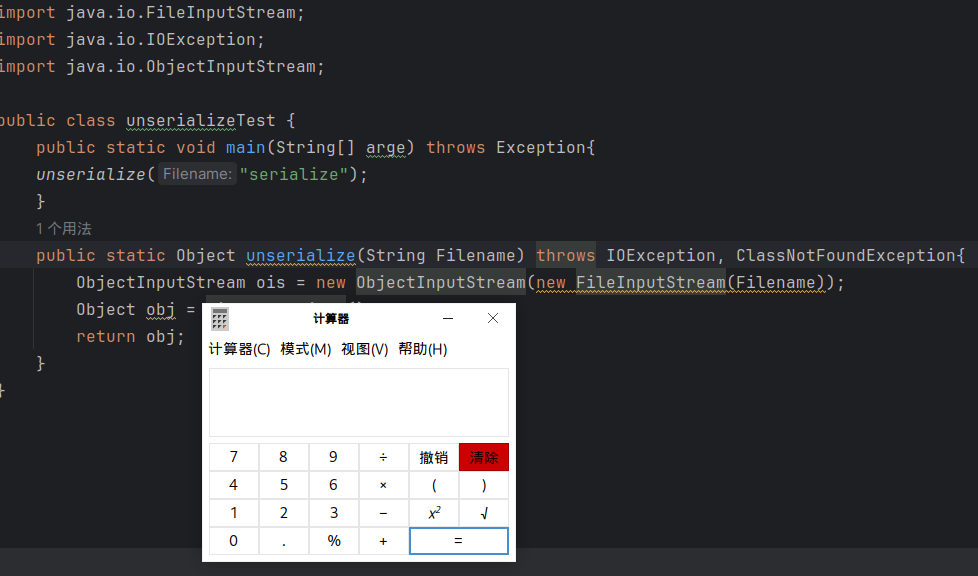 import java.io.FileInputStream;
import java.io.IOException;
import java.io.ObjectInputStream;
public class unserializeTest {
public static void main(String[] arge) throws Exception{
unserialize( Filename: "serialize");
}
1 个用法
public static Object unserialize(String Filename) throws IOException, ClassNotFoundException{
ObjectInputStream ois = new ObjectInputStream(new FileInputStream(Filename));
Object obj =
return obj;
}
}
计算器
计算器(C) 模式(M) 视图(V) 帮助(H)
7 8 9 ÷ 撤销 清除
4 5 6 × ( )
1 2 3 − x² √
0 . % + =